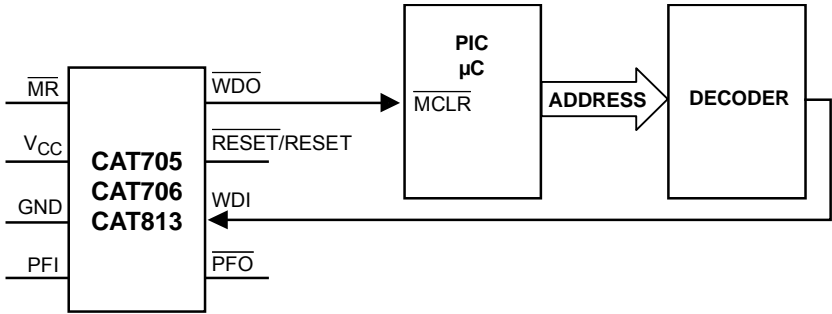 MR
VCC
GND
PFI
CAT705
CAT706
CAT813
WDO
RESET/RESET
WDI
PFO
PIC
µC
MCLR
ADDRESS
DECODER